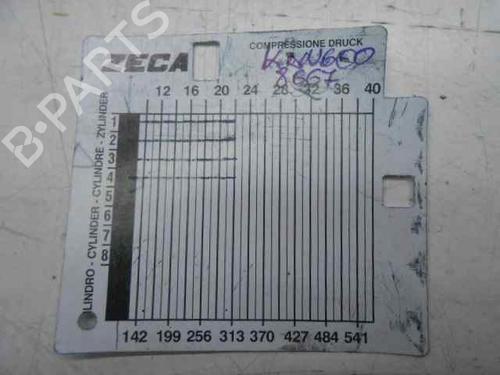 ZECA
COMPRESSIONE DRUCK
KANGOO
8667
12 16 20 24 28 32 36 40
LINDRO - CYLINDER - CYLINDRE - ZYLINDER
1
2
3
4
5
6
7
8
142 199 256 313 370 427 484 541
B-PARTS